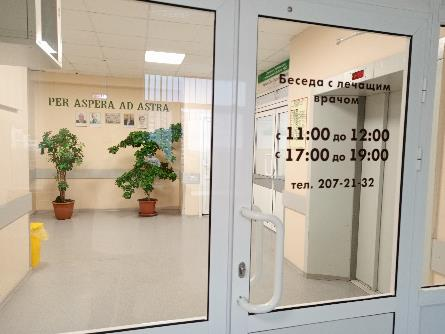 PER ASPERA AD ASTRA
Беседа с лечащим
врачом
с 11:00 до 12:00
с 17:00 до 19:00
тел. 207-21-32